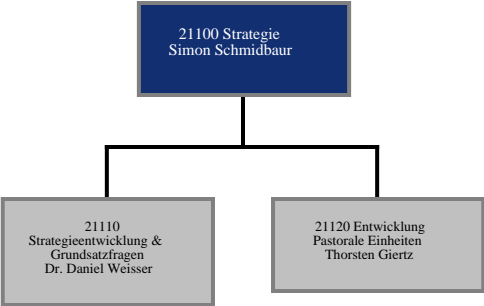 21100 Strategie
Simon Schmidbaur
21110
Strategieentwicklung &
Grundsatzfragen
Dr. Daniel Weisser
21120 Entwicklung
Pastorale Einheiten
Thorsten Giertz